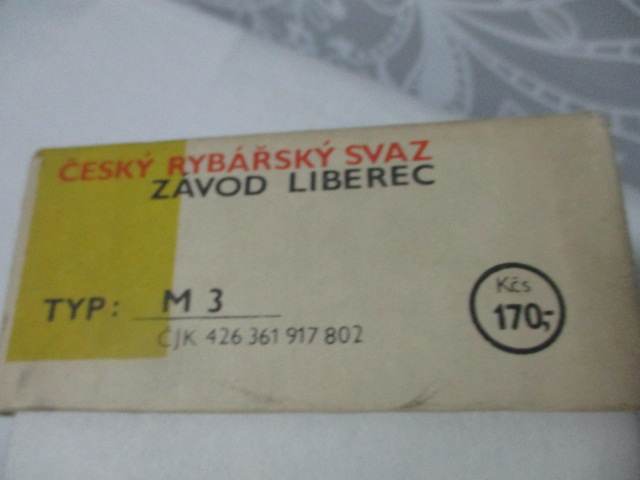 ČESKÝ RYBÁŘSKÝ SVAZ
ZÁVOD LIBEREC
TYP: M 3
ČJK 426 361 917 802
Kčs
170,-